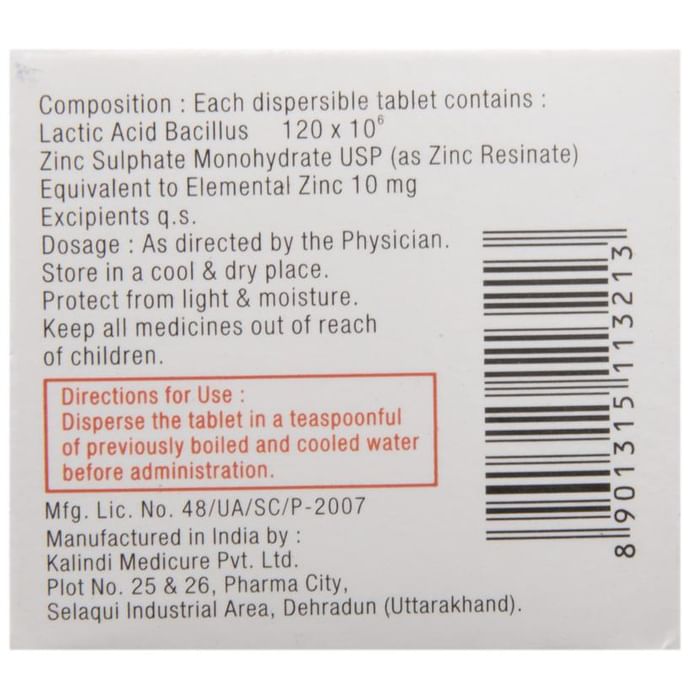 Composition : Each dispersible tablet contains :
Lactic Acid Bacillus 120 x 10⁶
Zinc Sulphate Monohydrate USP (as Zinc Resinate)
Equivalent to Elemental Zinc 10 mg
Excipients q.s.
Dosage : As directed by the Physician.
Store in a cool & dry place.
Protect from light & moisture.
Keep all medicines out of reach
of children.
Directions for Use :
Disperse the tablet in a teaspoonful
of previously boiled and cooled water
before administration.
Mfg. Lic. No. 48/UA/SC/P-2007
Manufactured in India by :
Kalindi Medicure Pvt. Ltd.
Plot No. 25 & 26, Pharma City,
Selaqui Industrial Area, Dehradun (Uttarakhand).
8 901315 113213